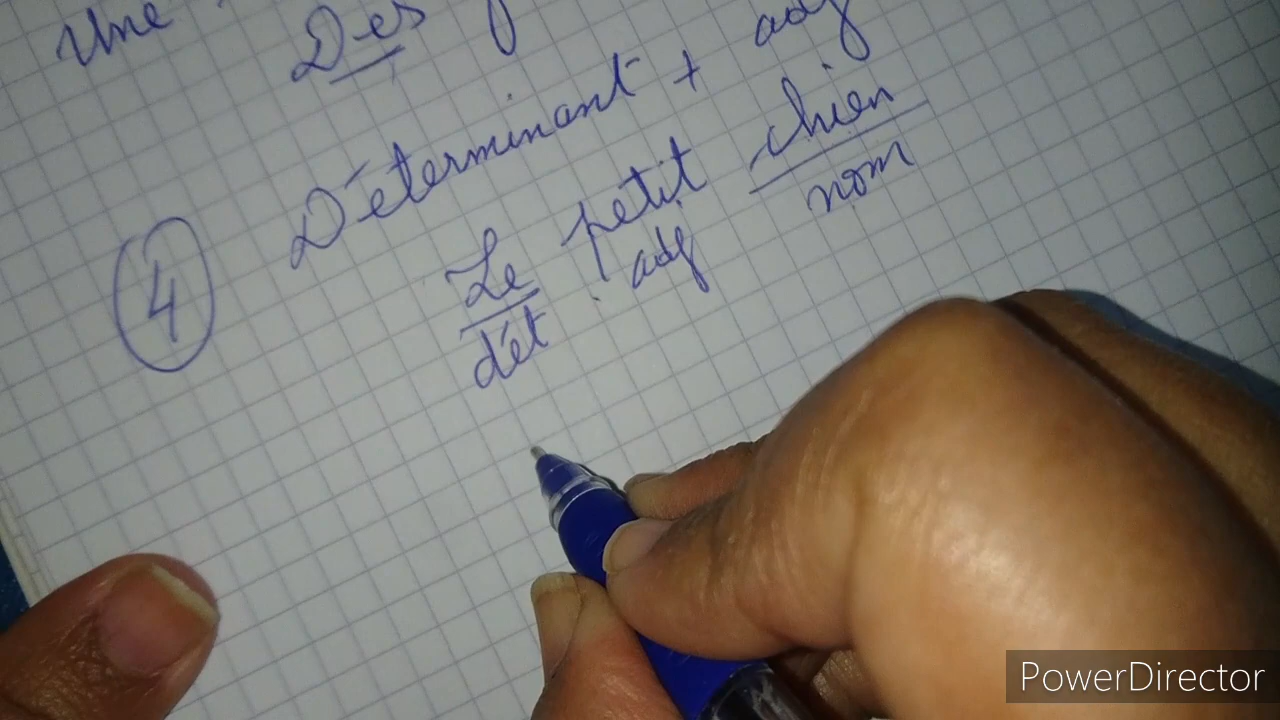 Une
Des
④ Déterminant + adj
Le petit chien
dét adj nom
PowerDirector